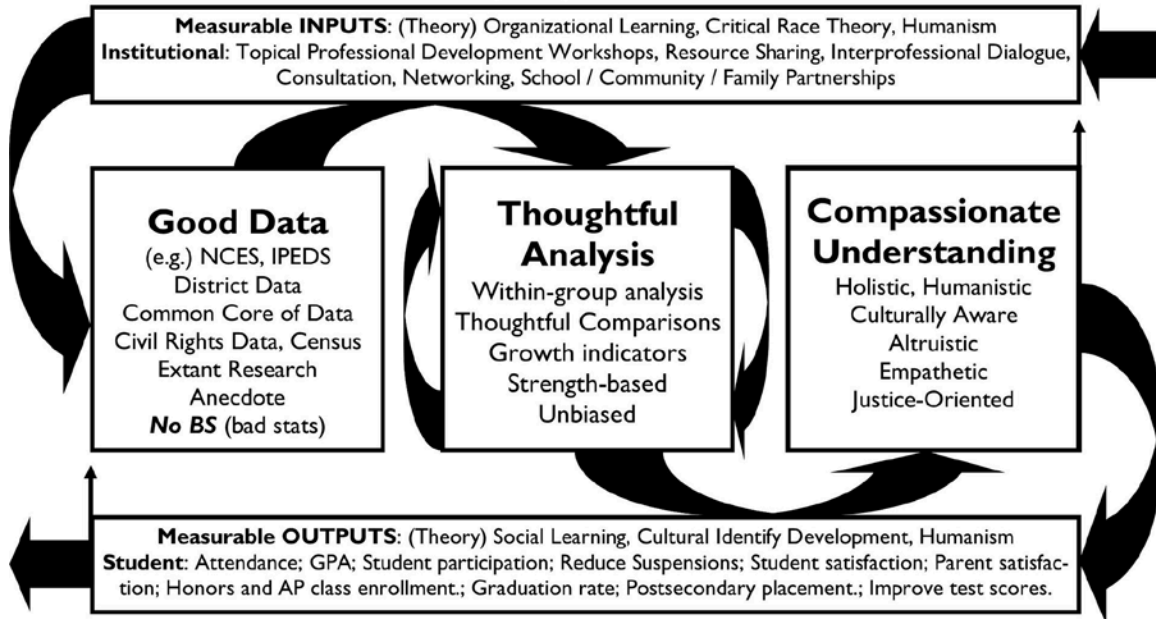 Measurable INPUTS: (Theory) Organizational Learning, Critical Race Theory, Humanism
Institutional: Topical Professional Development Workshops, Resource Sharing, Interprofessional Dialogue,
Consultation, Networking, School / Community / Family Partnerships
Good Data
(e.g.) NCES, IPEDS
District Data
Common Core of Data
Civil Rights Data, Census
Extant Research
Anecdote
No BS (bad stats)
Thoughtful
Analysis
Within-group analysis
Thoughtful Comparisons
Growth indicators
Strength-based
Unbiased
Compassionate
Understanding
Holistic, Humanistic
Culturally Aware
Altruistic
Empathetic
Justice-Oriented
Measurable OUTPUTS: (Theory) Social Learning, Cultural Identify Development, Humanism
Student: Attendance; GPA; Student participation; Reduce Suspensions; Student satisfaction; Parent satisfac-
tion; Honors and AP class enrollment.; Graduation rate; Postsecondary placement.; Improve test scores.